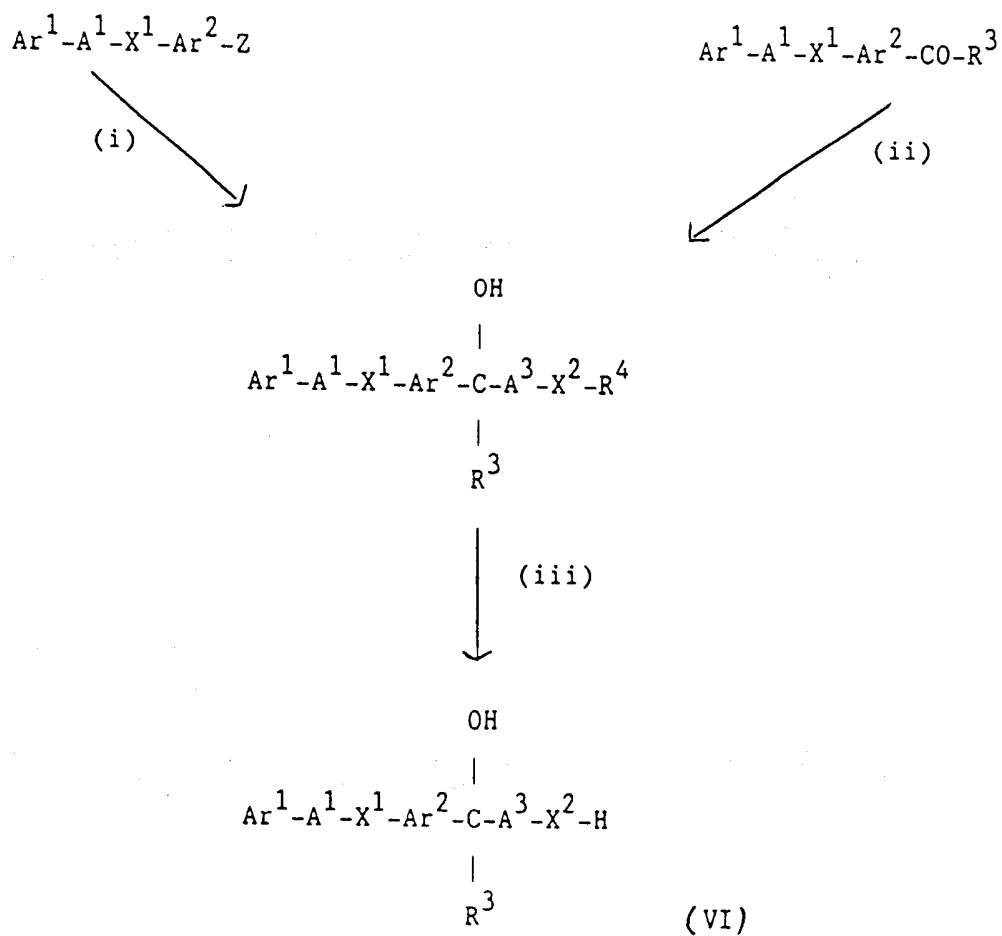 Ar¹-A¹-X¹-Ar²-Z
Ar¹-A¹-X¹-Ar²-CO-R³
(i)
(ii)
OH
|
Ar¹-A¹-X¹-Ar²-C-A³-X²-R⁴
|
R³
(iii)
OH
|
Ar¹-A¹-X¹-Ar²-C-A³-X²-H
|
R³
(VI)